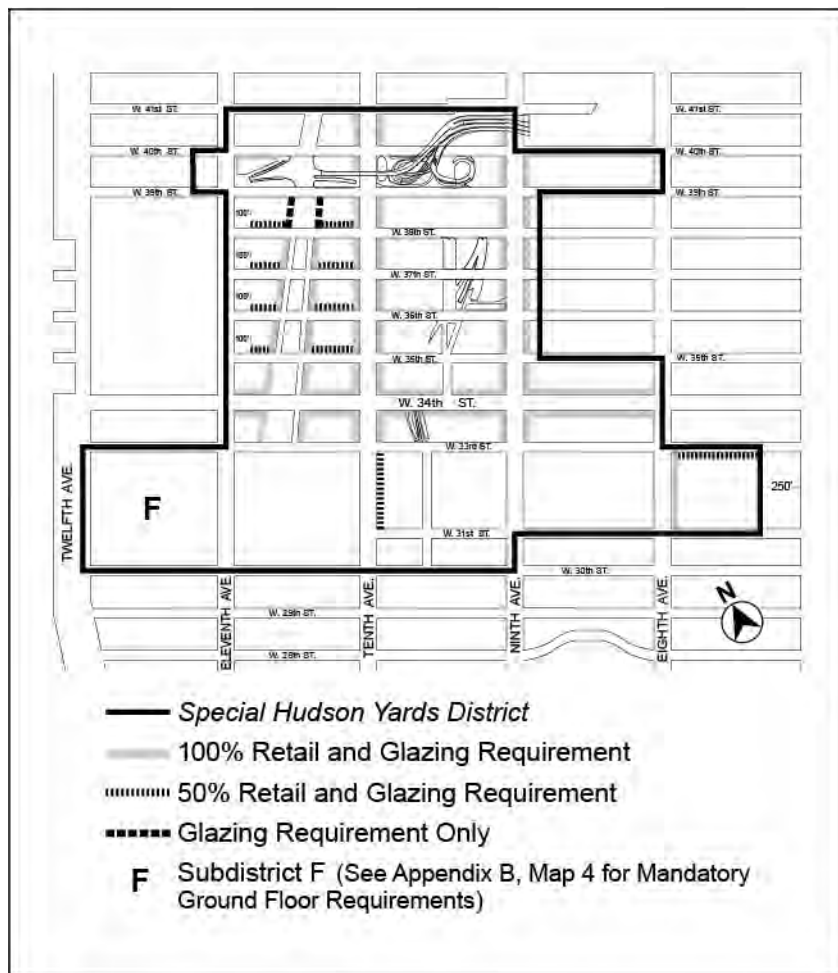 W. 41st ST.
W. 41st ST.
W. 40th ST.
W. 40th ST.
W. 39th ST.
W. 39th ST.
100'
W. 38th ST.
100'
W. 37th ST.
100'
W. 36th ST.
100'
W. 35th ST.
W. 35th ST.
W. 34th ST.
W. 33rd ST.
TWELFTH AVE.
F
250'
W. 31st ST.
W. 30th ST.
ELEVENTH AVE.
TENTH AVE.
NINTH AVE.
EIGHTH AVE.
N
W. 29th ST.
W. 28th ST.
Special Hudson Yards District
100% Retail and Glazing Requirement
50% Retail and Glazing Requirement
Glazing Requirement Only
F Subdistrict F (See Appendix B, Map 4 for Mandatory
Ground Floor Requirements)